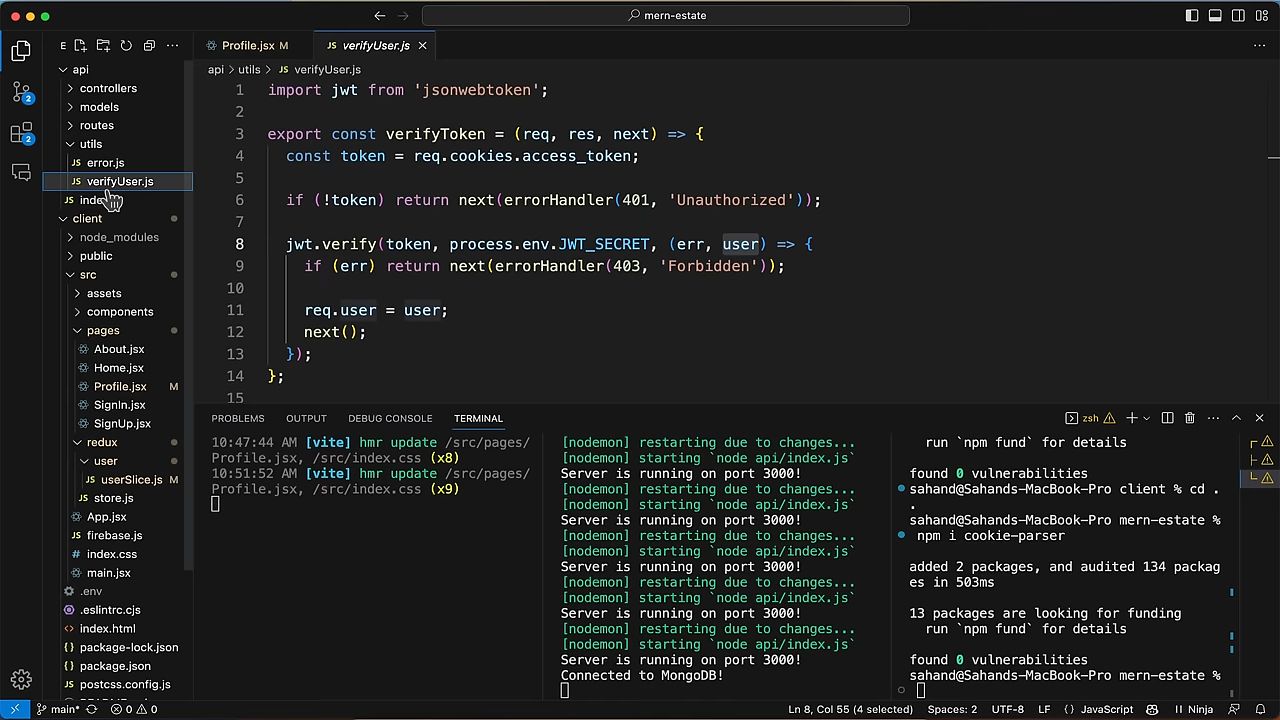 mern-estate
E
Profile.jsx M
JS verifyUser.js
api
controllers
models
routes
utils
JS error.js
JS verifyUser.js
JS inde
client
node_modules
public
src
assets
components
pages
About.jsx
Home.jsx
Profile.jsx M
SignIn.jsx
SignUp.jsx
redux
user
JS userSlice.js M
JS store.js
App.jsx
JS firebase.js
# index.css
main.jsx
.env
.eslintrc.cjs
<> index.html
{ } package-lock.json
{ } package.json
JS postcss.config.js
2
2
api > utils > JS verifyUser.js
1 import jwt from 'jsonwebtoken';
2
3 export const verifyToken = (req, res, next) => {
4 const token = req.cookies.access_token;
5
6 if (!token) return next(errorHandler(401, 'Unauthorized'));
7
8 jwt.verify(token, process.env.JWT_SECRET, (err, user) => {
9 if (err) return next(errorHandler(403, 'Forbidden'));
10
11 req.user = user;
12 next();
13 });
14 };
15
PROBLEMS OUTPUT DEBUG CONSOLE TERMINAL
zsh
10:47:44 AM [vite] hmr update /src/pages/
Profile.jsx, /src/index.css (x8)
10:51:52 AM [vite] hmr update /src/pages/
Profile.jsx, /src/index.css (x9)
[nodemon] restarting due to changes...
[nodemon] starting `node api/index.js`
Server is running on port 3000!
[nodemon] restarting due to changes...
[nodemon] starting `node api/index.js`
Server is running on port 3000!
[nodemon] restarting due to changes...
[nodemon] starting `node api/index.js`
Server is running on port 3000!
[nodemon] restarting due to changes...
[nodemon] starting `node api/index.js`
Server is running on port 3000!
[nodemon] restarting due to changes...
[nodemon] starting `node api/index.js`
Server is running on port 3000!
Connected to MongoDB!
run `npm fund` for details
found 0 vulnerabilities
sahand@Sahands-MacBook-Pro client % cd .
.
sahand@Sahands-MacBook-Pro mern-estate %
npm i cookie-parser
added 2 packages, and audited 134 packag
es in 503ms
13 packages are looking for funding
run `npm fund` for details
found 0 vulnerabilities
sahand@Sahands-MacBook-Pro mern-estate %
main* 0 0
Ln 8, Col 55 (4 selected) Spaces: 2 UTF-8 LF { } JavaScript Ninja